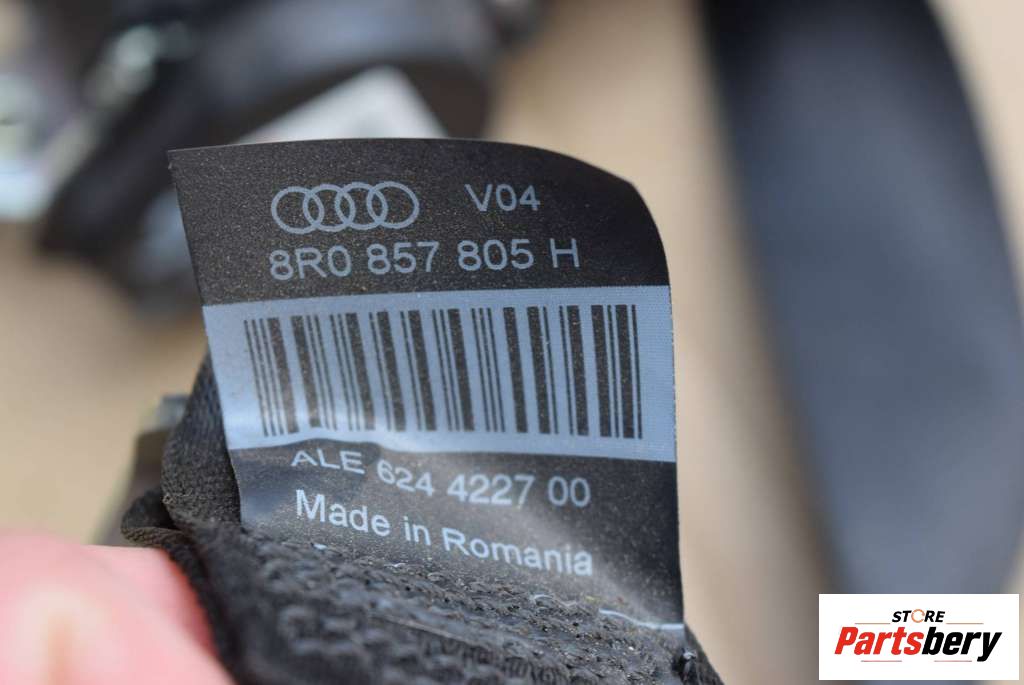 V04
8R0 857 805 H
ALE 624 4227 00
Made in Romania
STORE
Partsbery